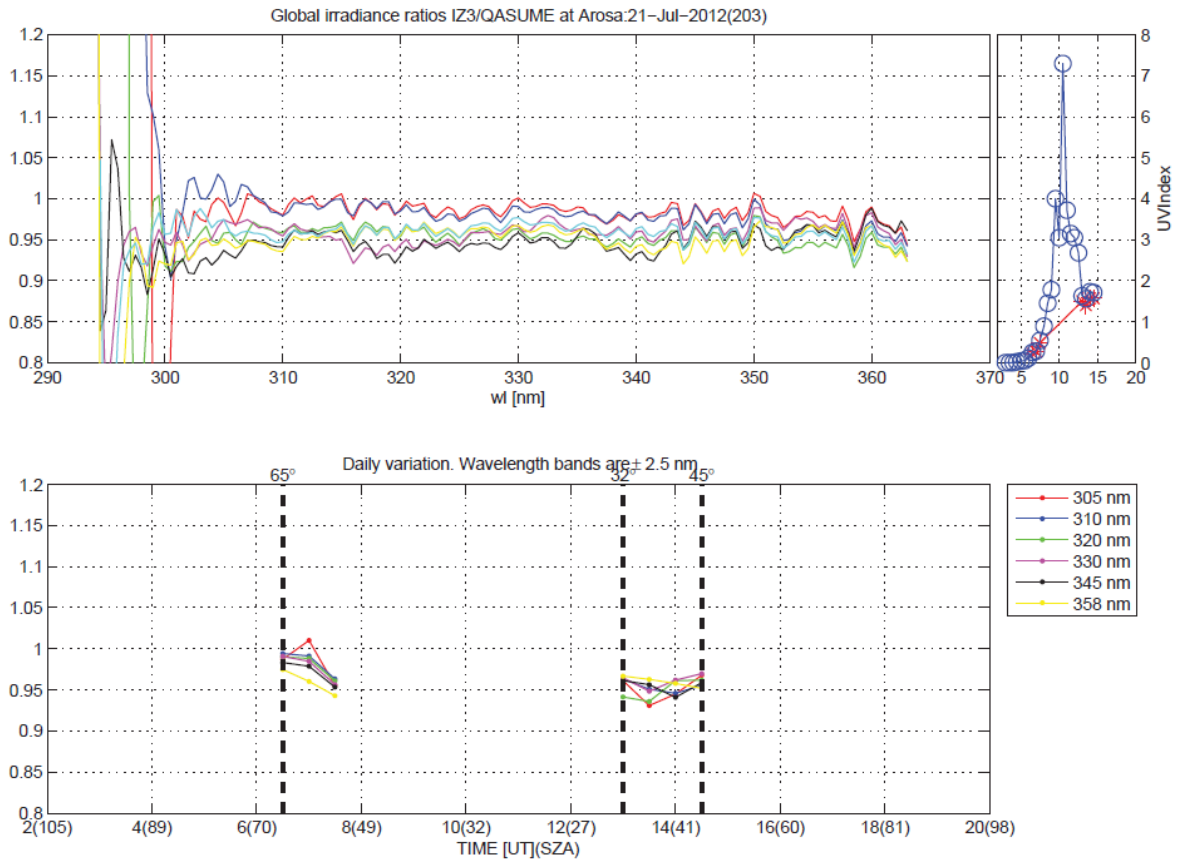 Global irradiance ratios IZ3/QASUME at Arosa:21-Jul-2012(203)
1.2
1.15
1.1
1.05
1
0.95
0.9
0.85
0.8
290 300 310 320 330 340 350 360 370
wl [nm]
8
7
6
5
4
3
2
1
0
UVIndex
5 10 15 20
Daily variation. Wavelength bands are± 2.5 nm
65° 32° 45°
1.2
1.15
1.1
1.05
1
0.95
0.9
0.85
0.8
2(105) 4(89) 6(70) 8(49) 10(32) 12(27) 14(41) 16(60) 18(81) 20(98)
TIME [UT](SZA)
305 nm
310 nm
320 nm
330 nm
345 nm
358 nm